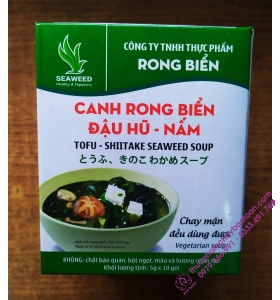 CÔNG TY TNHH THỰC PHẨM
RONG BIỂN
SEAWEED
CANH RONG BIỂN
ĐẬU HŨ - NẤM
TOFU - SHIITAKE SEAWEED SOUP
とうふ、きのこわかめスープ
Chay mặn
đều dùng được
Vegetarian soup
KHÔNG: chất bảo quản, bột ngọt, màu và hương
Khối lượng tịnh: 5g x 10 gói